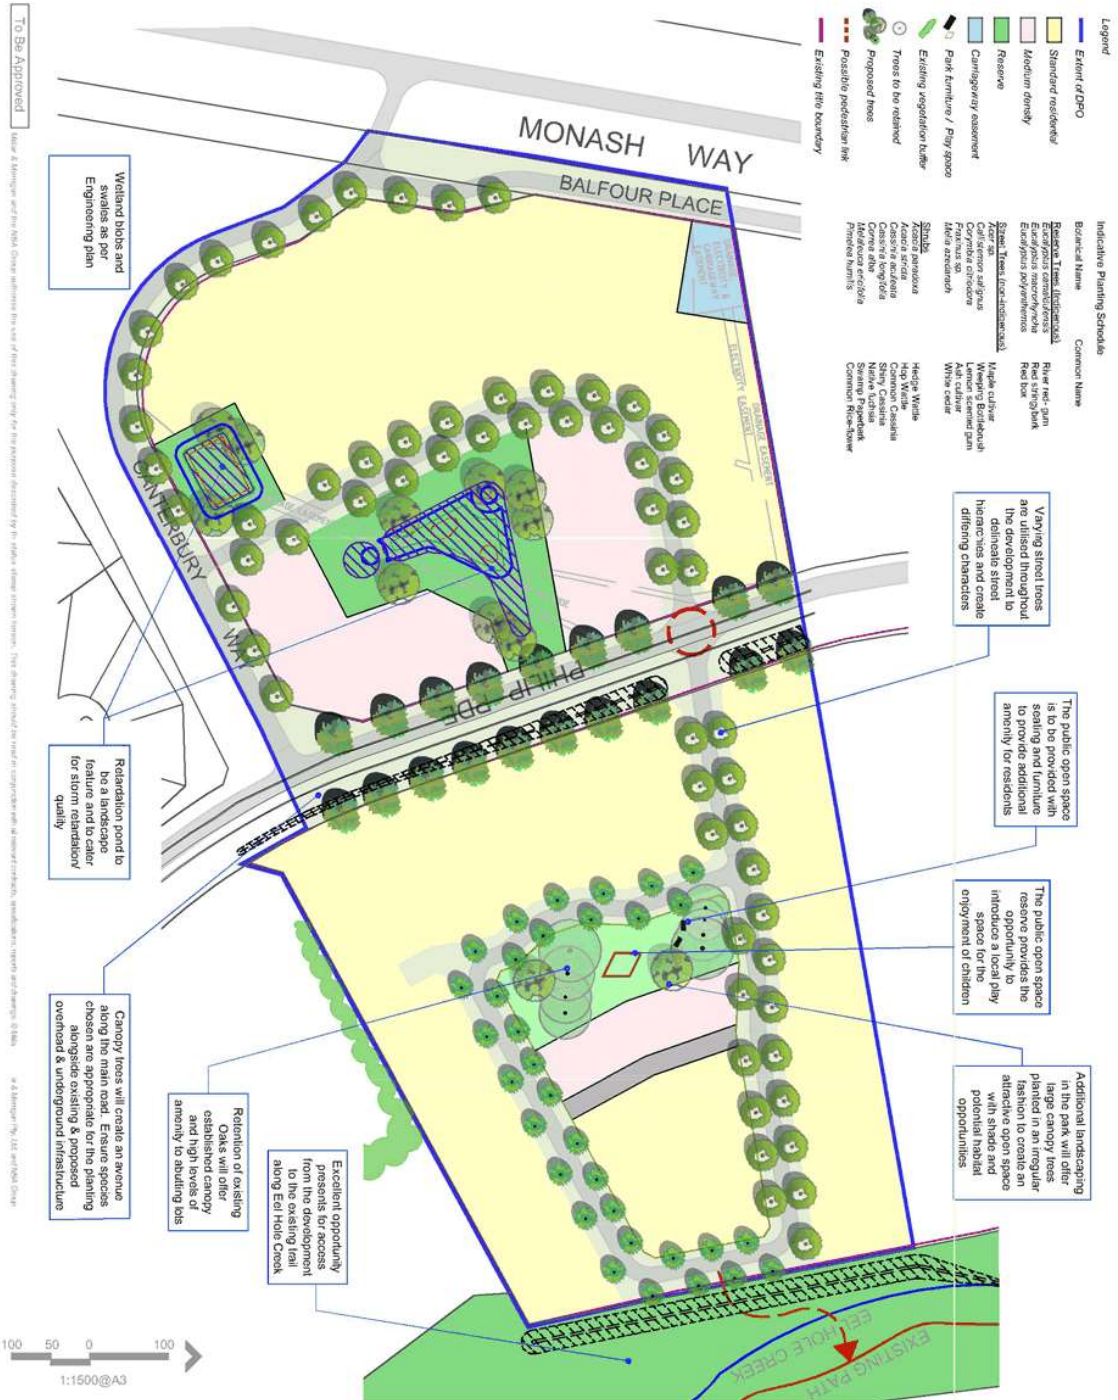 Legend
Extent of DPO
Standard residential
Medium density
Reserve
Carriageway easement
Park furniture / Play space
Existing vegetation buffer
Trees to be retained
Proposed trees
Possible pedestrian link
Existing title boundary
Indicative Planting Schedule
Botanical Name Common Name
Reserve Trees (Indigenous)
Eucalyptus camaldulensis River red-gum
Eucalyptus macrorhyncha Red stringybark
Eucalyptus polyanthemos Red box
Street Trees (non-indigenous)
Acer sp. Maple cultivar
Callistemon salignus Weeping Bottlebrush
Corymbia citriodora Lemon scented gum
Fraxinus sp. Ash cultivar
Melia azedarach White cedar
Shrubs
Acacia paradoxa Hedge Wattle
Acacia stricta Hop Wattle
Cassinia aculeata Common Cassinia
Cassinia longifolia Shiny Cassinia
Correa alba Native fuchsia
Melaleuca ericifolia Swamp Paperbark
Pimelea humilis Common Rice-flower
Varying street trees
are utilised throughout
the development to
delineate street
hierarchies and create
differing characters
The public open space
is to be provided with
seating and furniture
to provide additional
amenity for residents
The public open space
reserve provides the
opportunity to
introduce a local play
space for the
enjoyment of children
Additional landscaping
in the park will offer
large canopy trees
planted in an irregular
fashion to create an
attractive open space
with shade and
potential habitat
opportunities
MONASH WAY
BALFOUR PLACE
DRAINAGE
ELECTRICITY &
CARRIAGEWAY
EASEMENT
ELECTRICITY EASEMENT
DRAINAGE EASEMENT
CANTERBURY WAY
PHILIP PDE
EEL HOLE CREEK
EXISTING PATH
Wetland blobs and
swales as per
Engineering plan
Retardation pond to
be a landscape
feature and to cater
for storm retardation/
quality
Canopy trees will create an avenue
along the main road. Ensure species
chosen are appropriate for the planting
alongside existing & proposed
overhead & underground infrastructure
Retention of existing
Oaks will offer
established canopy
and high levels of
amenity to abutting lots
Excellent opportunity
presents for access
from the development
to the existing trail
along Eel Hole Creek
To Be Approved
100 50 0 100
1:1500@A3